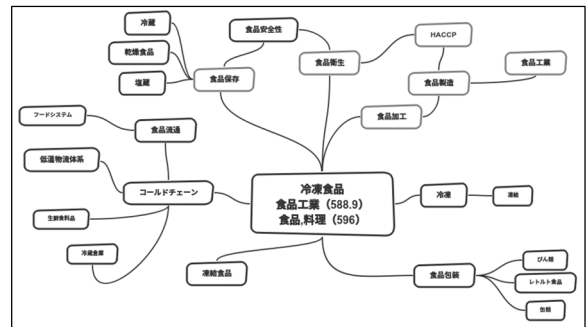 冷蔵
食品安全性
HACCP
乾燥食品
食品衛生
食品工業
塩蔵
食品保存
食品製造
フードシステム
食品流通
食品加工
低温物流体系
コールドチェーン
冷凍食品
食品工業（588.9）
食品,料理（596）
冷凍
凍結
生鮮食料品
冷蔵倉庫
凍結食品
食品包装
びん詰
レトルト食品
缶詰